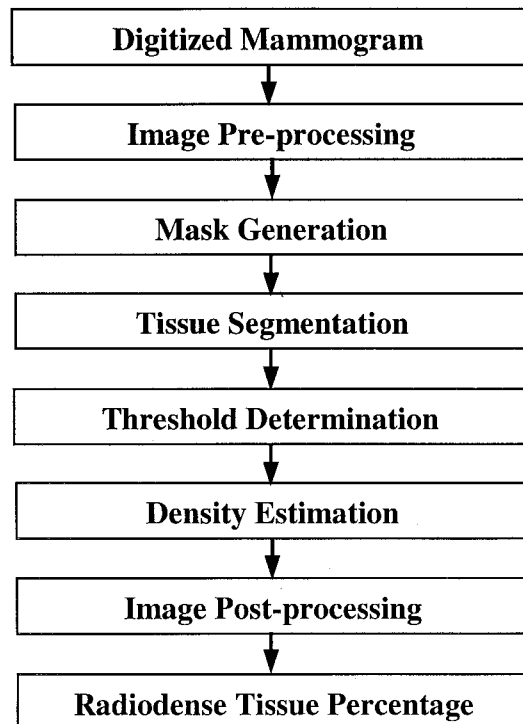 Digitized Mammogram
Image Pre-processing
Mask Generation
Tissue Segmentation
Threshold Determination
Density Estimation
Image Post-processing
Radiodense Tissue Percentage